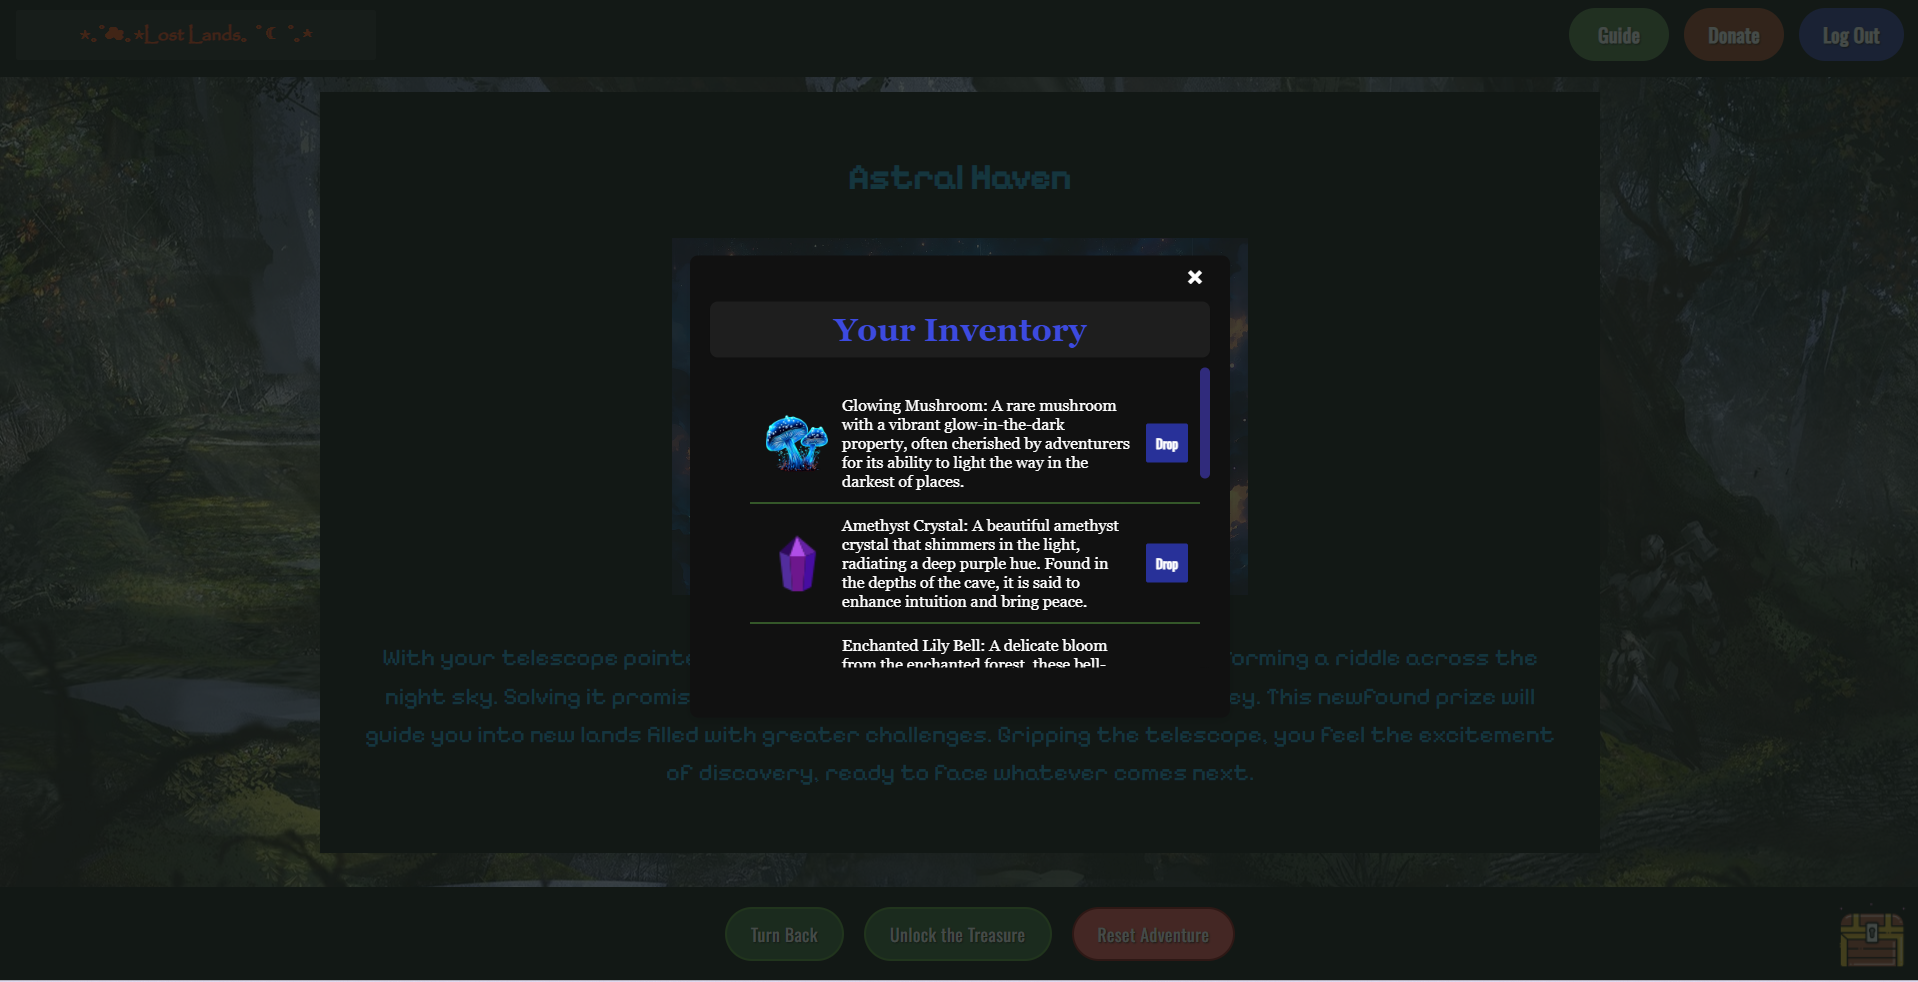 Lost Lands
Guide
Donate
Log Out
Astral Haven
Your Inventory
Glowing Mushroom: A rare mushroom
with a vibrant glow-in-the-dark
property, often cherished by adventurers
for its ability to light the way in the
darkest of places.
Drop
Amethyst Crystal: A beautiful amethyst
crystal that shimmers in the light,
radiating a deep purple hue. Found in
the depths of the cave, it is said to
enhance intuition and bring peace.
Drop
Enchanted Lily Bell: A delicate bloom
from the enchanted forest, these bell-
With your telescope pointe orming a riddle across the
night sky. Solving it promis ey. This newfound prize will
guide you into new lands filled with greater challenges. Gripping the telescope, you feel the excitement
of discovery, ready to face whatever comes next.
Turn Back
Unlock the Treasure
Reset Adventure